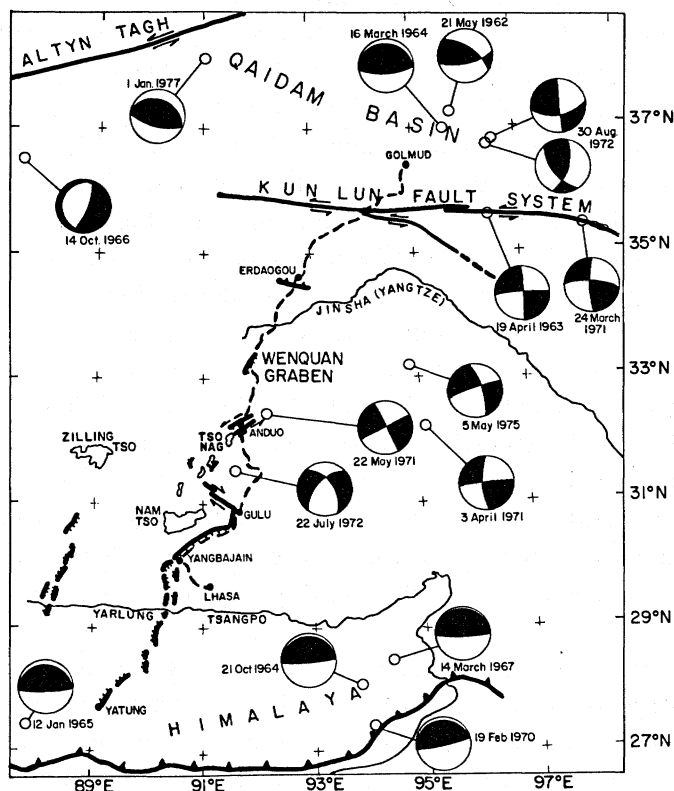 ALTYN TAGH
16 March 1964
21 May 1962
1 Jan. 1977
QAIDAM
BASIN
37°N
30 Aug.
1972
GOLMUD
KUN LUN FAULT SYSTEM
14 Oct. 1966
35°N
ERDAOGOU
JINSHA (YANGTZE)
19 April 1963
24 March
1971
WENQUAN
GRABEN
33°N
5 May 1975
ZILLING
TSO
TSO
NAG
ANDUO
22 May 1971
31°N
NAM
TSO
GULU
22 July 1972
3 April 1971
YANGBAJAIN
LHASA
YARLUNG
TSANGPO
29°N
21 Oct 1964
14 March 1967
YATUNG
12 Jan 1965
HIMALAYA
19 Feb 1970
27°N
89°E
91°E
93°E
95°E
97°E